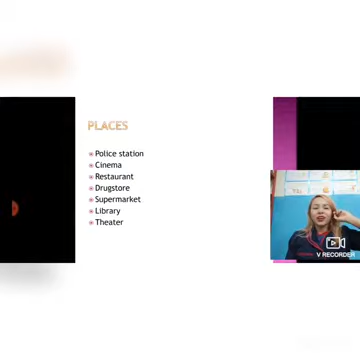 PLACES
Police station
Cinema
Restaurant
Drugstore
Supermarket
Library
Theater
V RECORDER